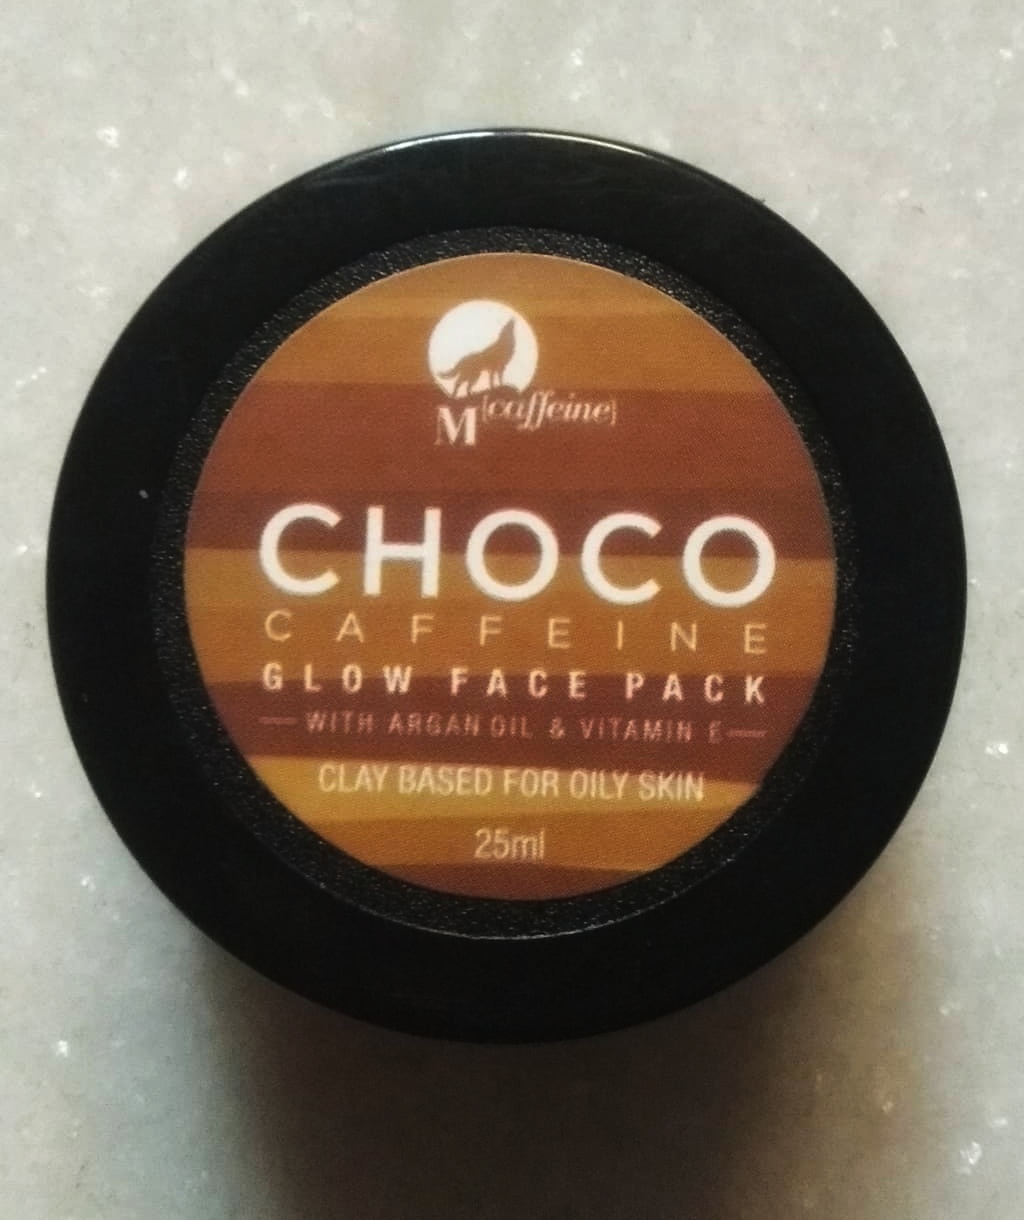 M{caffeine}
CHOCO
CAFFEINE
GLOW FACE PACK
WITH ARGAN OIL & VITAMIN E
CLAY BASED FOR OILY SKIN
25ml